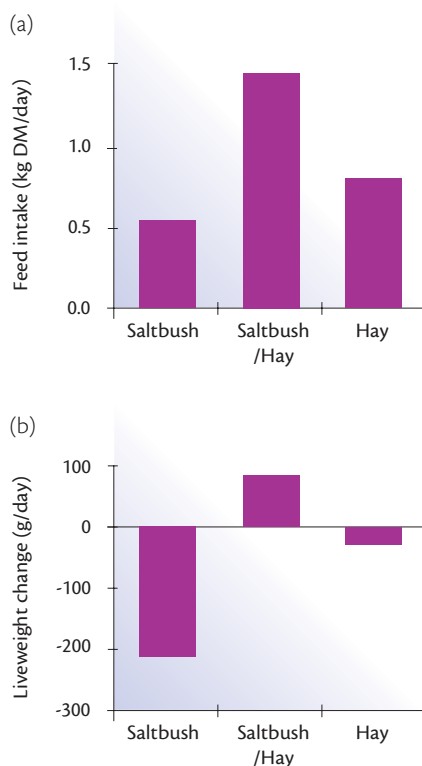 (a)
Feed intake (kg DM/day)
1.5
1.0
0.5
0.0
Saltbush
Saltbush
/Hay
Hay
(b)
Liveweight change (g/day)
100
0
-100
-200
-300
Saltbush
Saltbush
/Hay
Hay